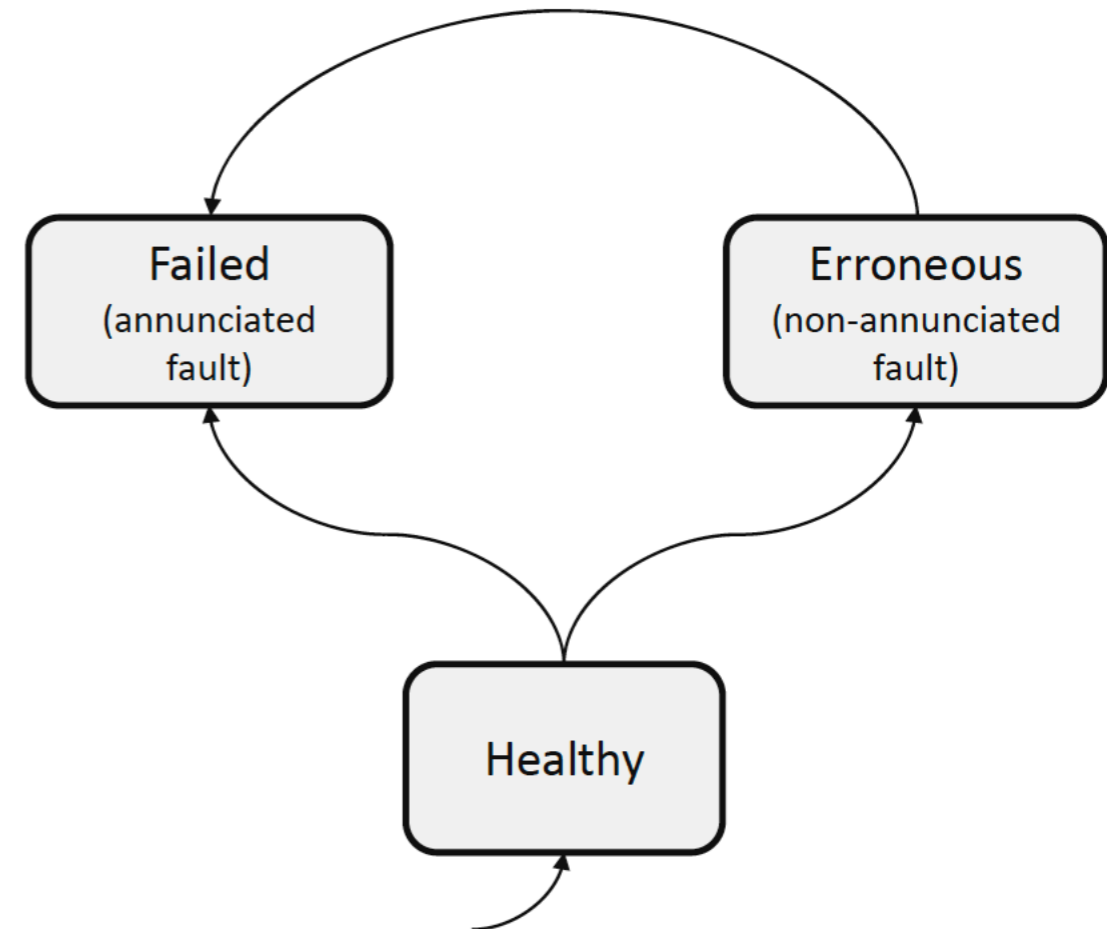 Failed
(annunciated
fault)
Erroneous
(non-annunciated
fault)
Healthy